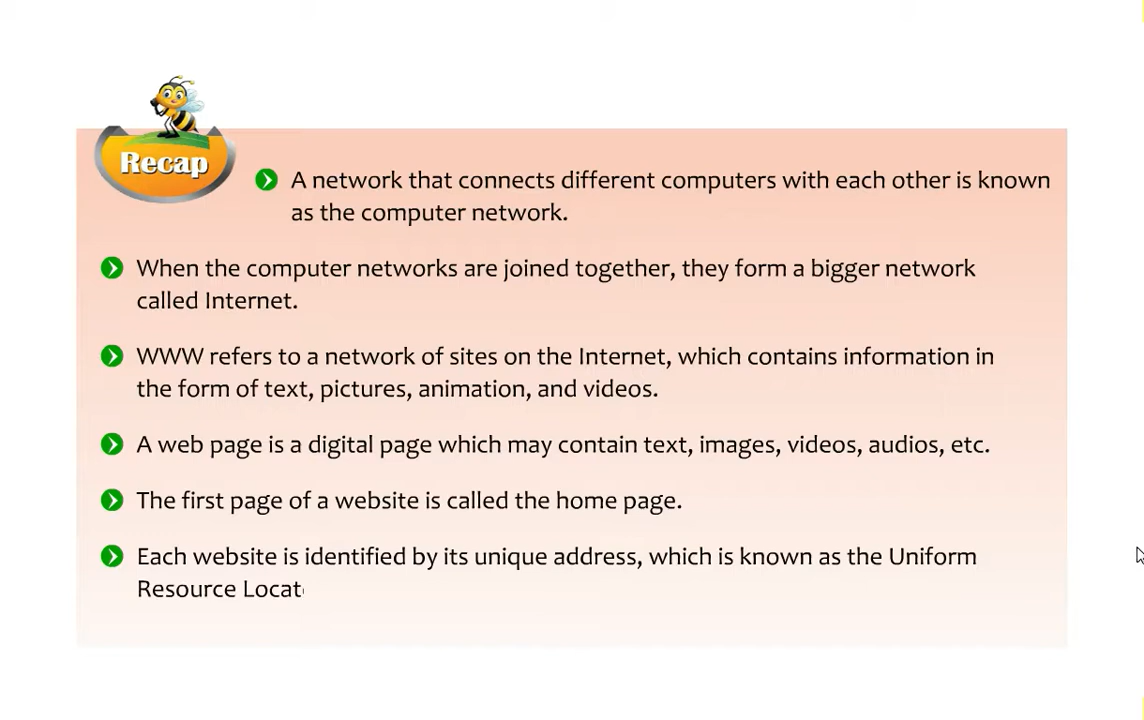 Recap
A network that connects different computers with each other is known
as the computer network.
When the computer networks are joined together, they form a bigger network
called Internet.
WWW refers to a network of sites on the Internet, which contains information in
the form of text, pictures, animation, and videos.
A web page is a digital page which may contain text, images, videos, audios, etc.
The first page of a website is called the home page.
Each website is identified by its unique address, which is known as the Uniform
Resource Locat